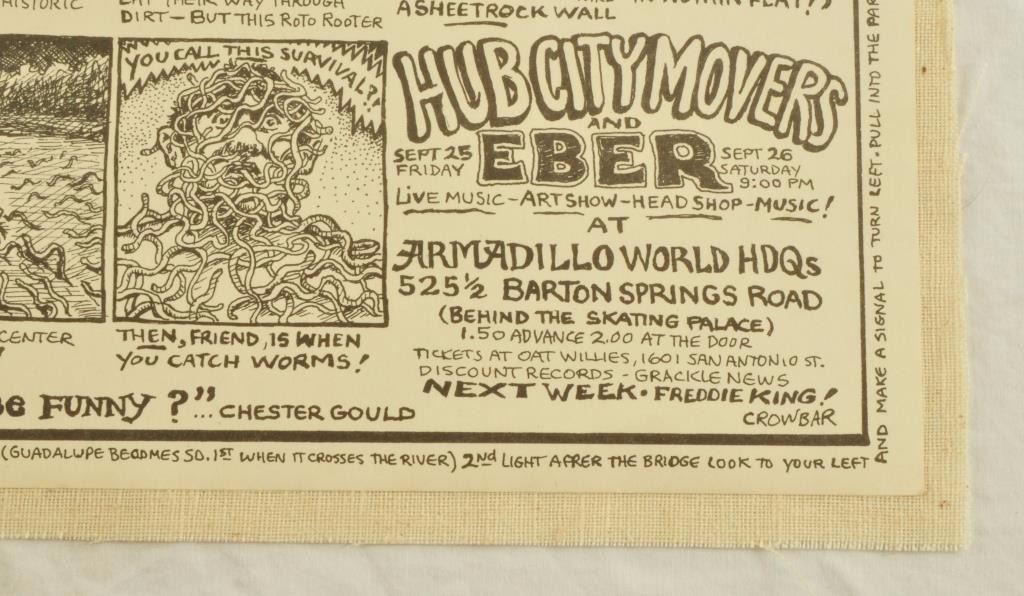 HISTORIC
EAT THEIR WAY THROUGH
DIRT – BUT THIS ROTO ROOTER
A SHEETROCK WALL
YOU CALL THIS SURVIVAL?!
HUB CITY MOVERS
AND
SEPT 25
FRIDAY
EBER
SEPT 26
SATURDAY
9:00 PM
LIVE MUSIC – ART SHOW – HEAD SHOP – MUSIC!
AT
ARMADILLO WORLD HDQs
525 1/2 BARTON SPRINGS ROAD
(BEHIND THE SKATING PALACE)
1.50 ADVANCE 2.00 AT THE DOOR
TICKETS AT OAT WILLIES, 1601 SAN ANTONIO ST.
DISCOUNT RECORDS – GRACKLE NEWS
NEXT WEEK · FREDDIE KING!
CROWBAR
CENTER
THEN, FRIEND, IS WHEN
YOU CATCH WORMS!
BE FUNNY?" ... CHESTER GOULD
(GUADALUPE BECOMES SO. 1ST WHEN IT CROSSES THE RIVER) 2nd LIGHT AFRER THE BRIDGE LOOK TO YOUR LEFT
AND MAKE A SIGNAL TO TURN LEFT. PULL INTO THE PAR